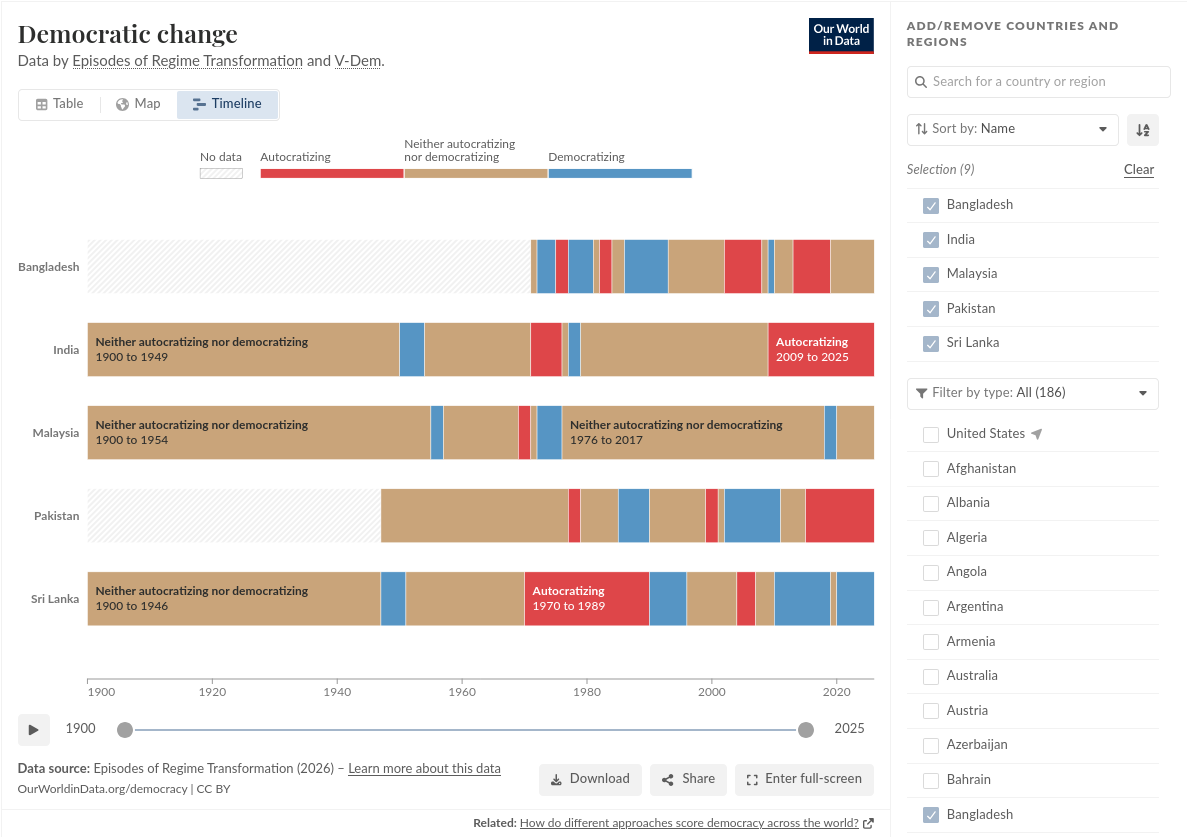 Democratic change
Data by Episodes of Regime Transformation and V-Dem.
Our World
in Data
Table
Map
Timeline
No data
Autocratizing
Neither autocratizing
nor democratizing
Democratizing
Bangladesh
India
Neither autocratizing nor democratizing
1900 to 1949
Autocratizing
2009 to 2025
Malaysia
Neither autocratizing nor democratizing
1900 to 1954
Neither autocratizing nor democratizing
1976 to 2017
Pakistan
Sri Lanka
Neither autocratizing nor democratizing
1900 to 1946
Autocratizing
1970 to 1989
1900 1920 1940 1960 1980 2000 2020
1900
2025
Data source: Episodes of Regime Transformation (2026) – Learn more about this data
OurWorldinData.org/democracy | CC BY
Download
Share
Enter full-screen
Related: How do different approaches score democracy across the world?
ADD/REMOVE COUNTRIES AND
REGIONS
Search for a country or region
Sort by: Name
Selection (9)
Clear
Bangladesh
India
Malaysia
Pakistan
Sri Lanka
Filter by type: All (186)
United States
Afghanistan
Albania
Algeria
Angola
Argentina
Armenia
Australia
Austria
Azerbaijan
Bahrain
Bangladesh